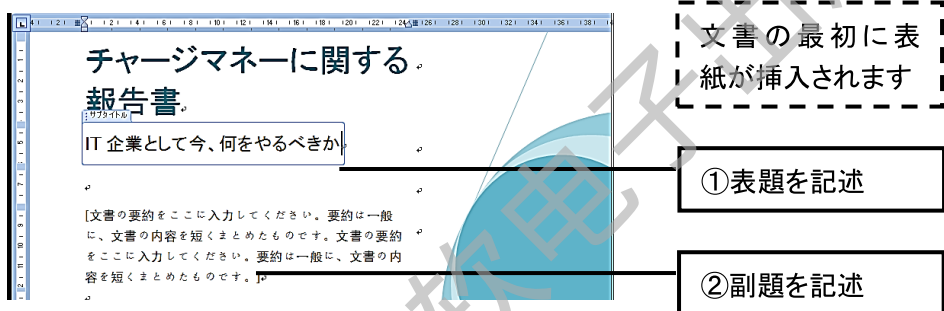 チャージマネーに関する
報告書
サブタイトル
IT 企業として今、何をやるべきか
[文書の要約をここに入力してください。要約は一般
に、文書の内容を短くまとめたものです。文書の要約
をここに入力してください。要約は一般に、文書の内
容を短くまとめたものです。]
文書の最初に表
紙が挿入されます
①表題を記述
②副題を記述
软电子出